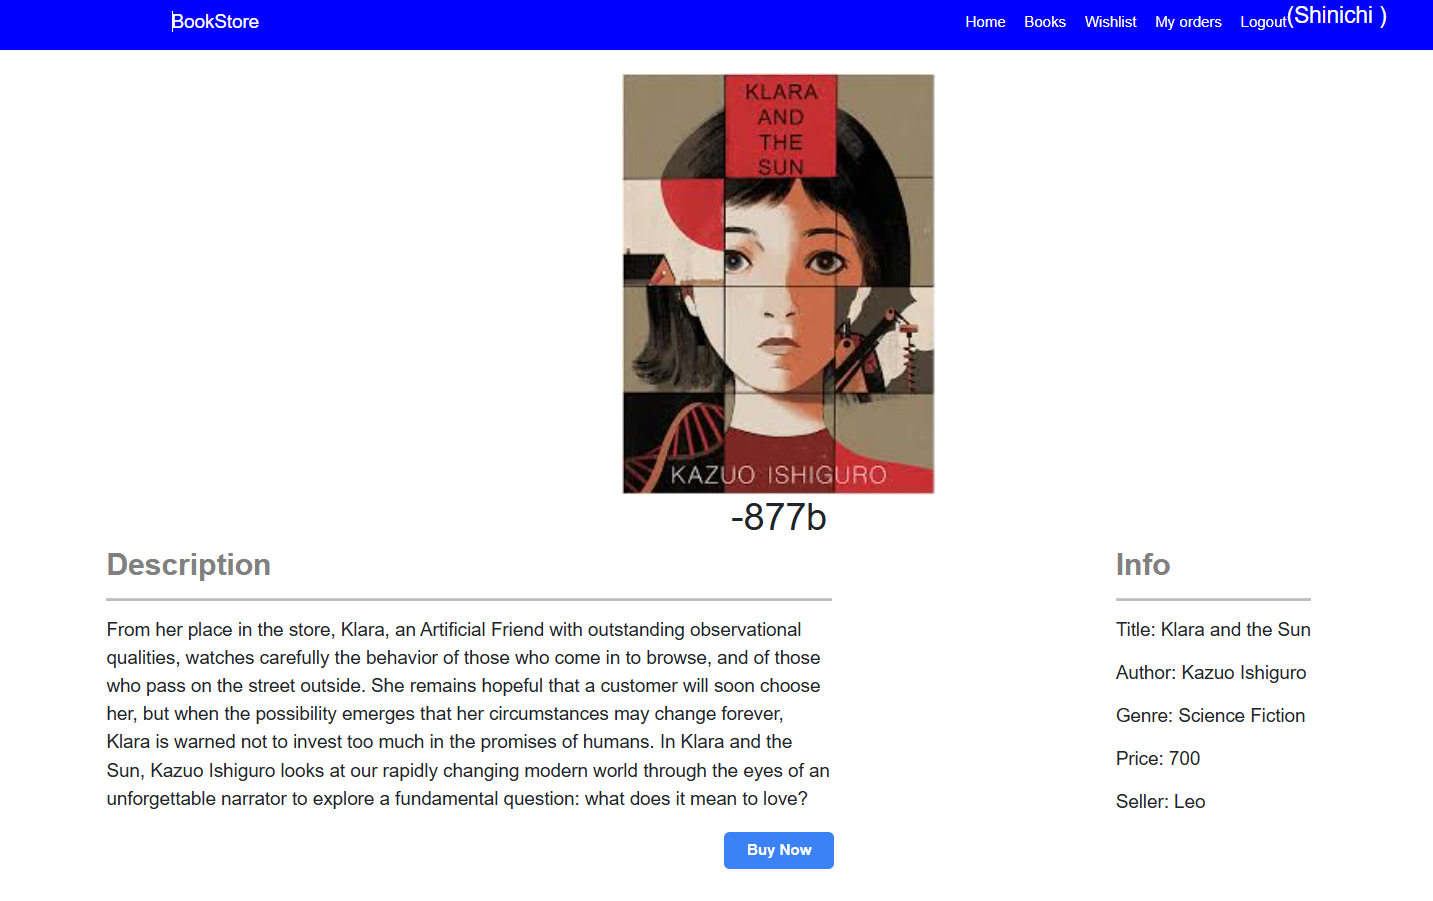 BookStore
Home Books Wishlist My orders Logout(Shinichi )
KLARA
AND
THE
SUN
KAZUO ISHIGURO
-877b
Description
From her place in the store, Klara, an Artificial Friend with outstanding observational
qualities, watches carefully the behavior of those who come in to browse, and of those
who pass on the street outside. She remains hopeful that a customer will soon choose
her, but when the possibility emerges that her circumstances may change forever,
Klara is warned not to invest too much in the promises of humans. In Klara and the
Sun, Kazuo Ishiguro looks at our rapidly changing modern world through the eyes of an
unforgettable narrator to explore a fundamental question: what does it mean to love?
Buy Now
Info
Title: Klara and the Sun
Author: Kazuo Ishiguro
Genre: Science Fiction
Price: 700
Seller: Leo